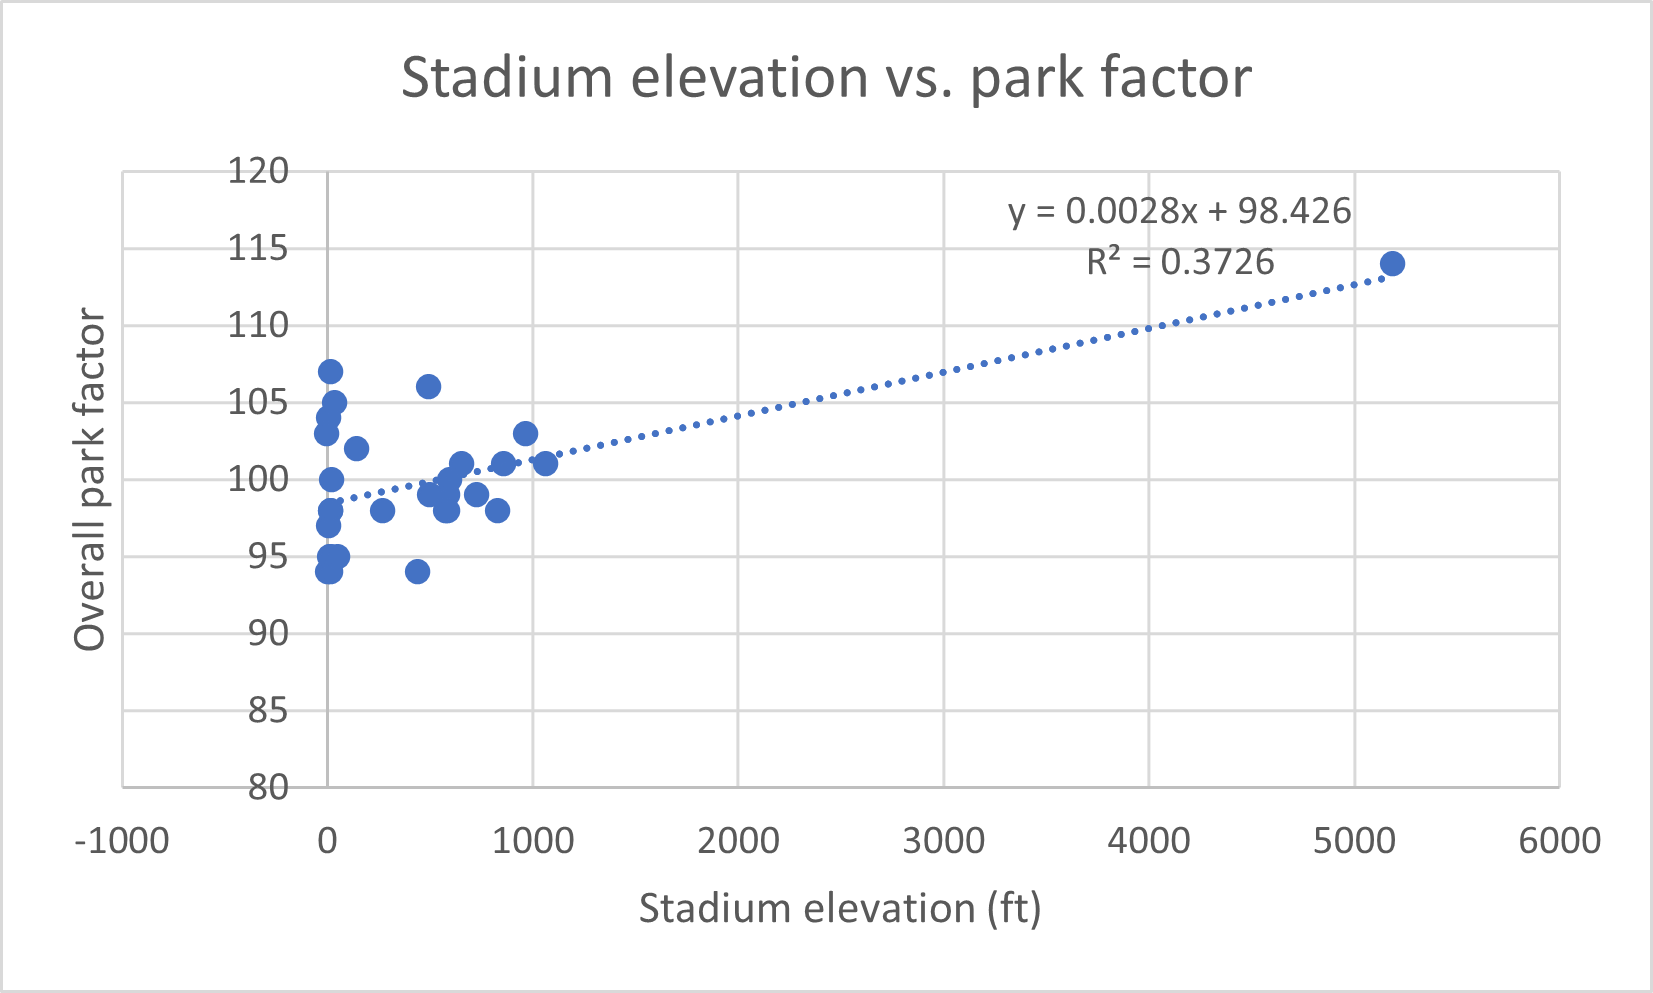 Stadium elevation vs. park factor
120
115
110
105
100
95
90
85
80
y = 0.0028x + 98.426
R² = 0.3726
Overall park factor
-1000 0 1000 2000 3000 4000 5000 6000
Stadium elevation (ft)